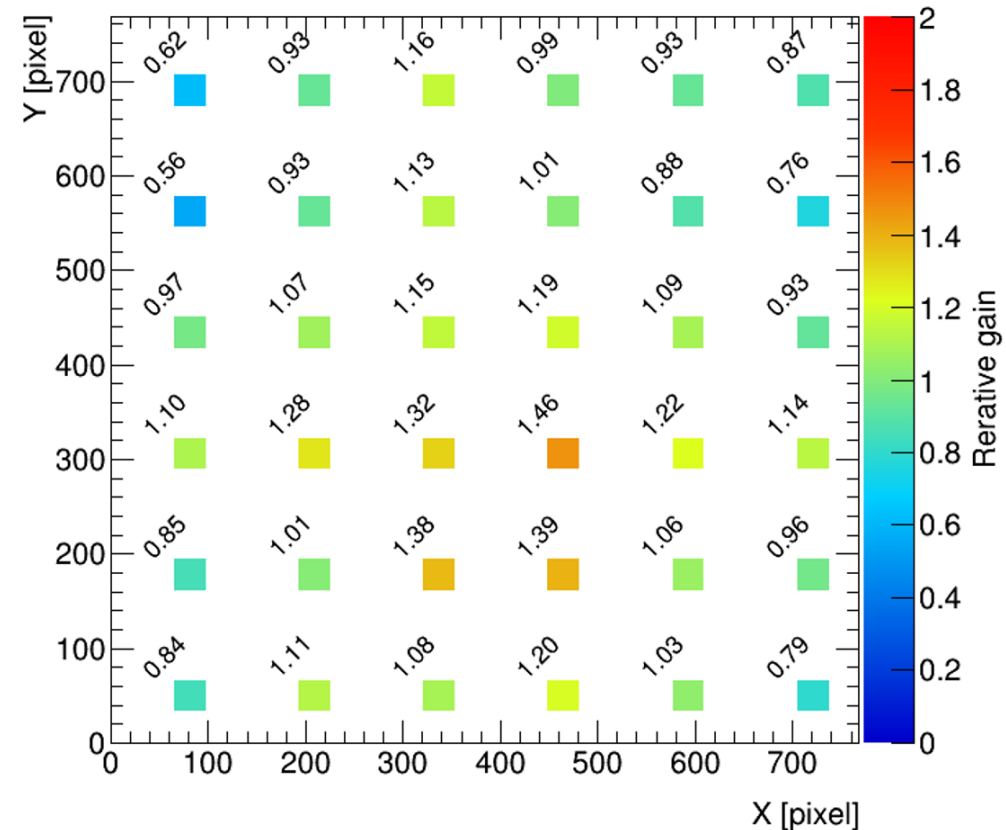 Y [pixel]
700
600
500
400
300
200
100
0
0.62 0.93 1.16 0.99 0.93 0.87
0.56 0.93 1.13 1.01 0.88 0.76
0.97 1.07 1.15 1.19 1.09 0.93
1.10 1.28 1.32 1.46 1.22 1.14
0.85 1.01 1.38 1.39 1.06 0.96
0.84 1.11 1.08 1.20 1.03 0.79
0 100 200 300 400 500 600 700
X [pixel]
2
1.8
1.6
1.4
1.2
1
0.8
0.6
0.4
0.2
0
Rerative gain